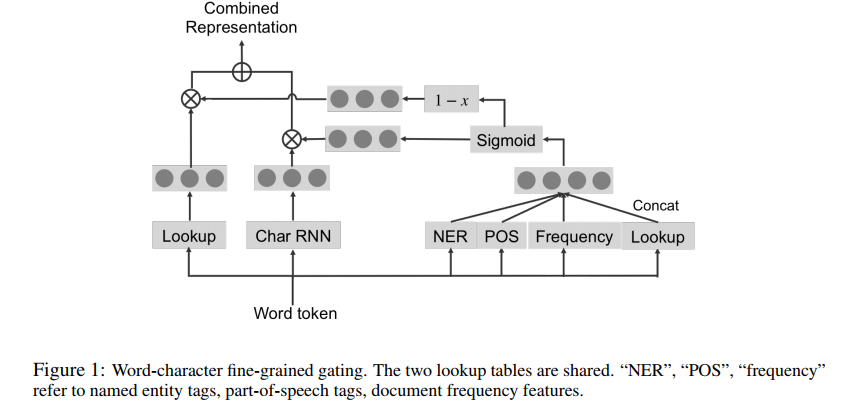 Combined
Representation
1 − x
Sigmoid
Concat
Lookup
Char RNN
NER
POS
Frequency
Lookup
Word token
Figure 1: Word-character fine-grained gating. The two lookup tables are shared. “NER”, “POS”, “frequency”
refer to named entity tags, part-of-speech tags, document frequency features.